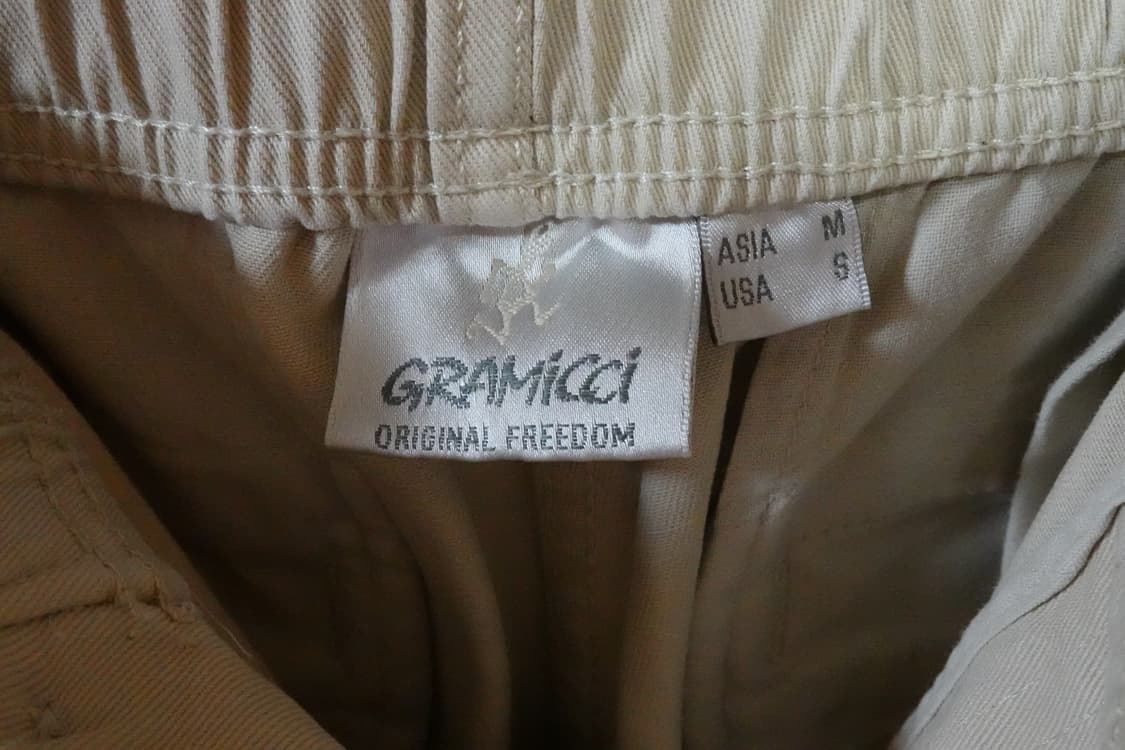 GRAMiCCi
ORIGINAL FREEDOM
ASIA M
USA S